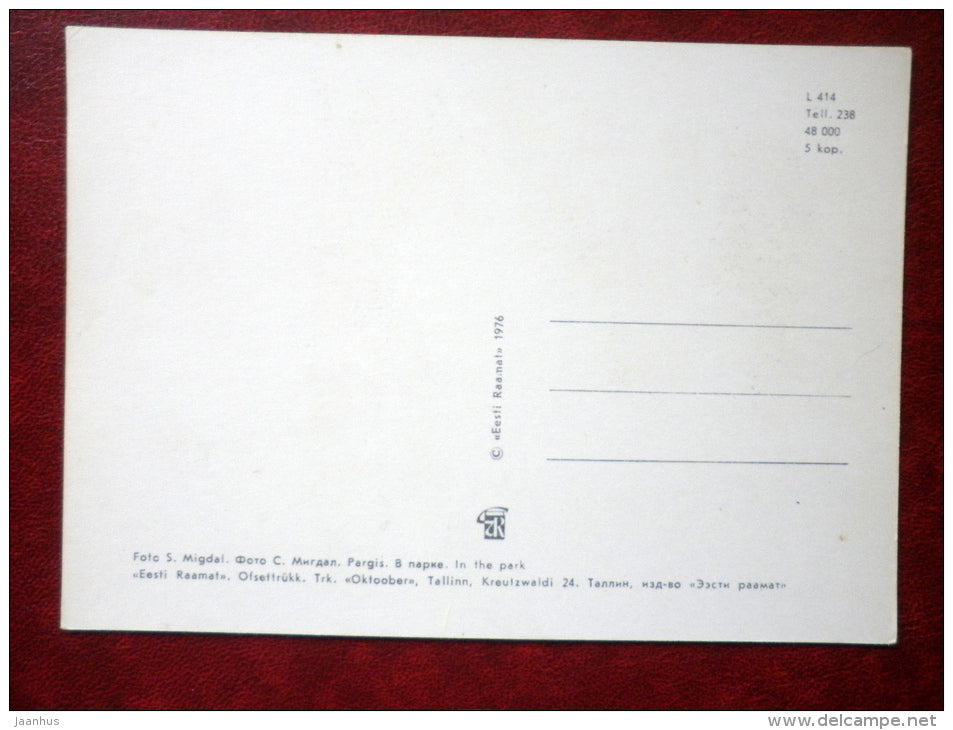 L 414
Tell. 238
48 000
5 kop.
© «Eesti Raamat» 1976
Foto S. Migdal. Фото С. Мигдал. Pargis. В парке. In the park
«Eesti Raamat». Ofsettrükk. Trk. «Oktoober», Tallinn, Kreutzwaldi 24. Таллин, изд-во «Ээсти раамат»
jaanhus
www.delcampe.net